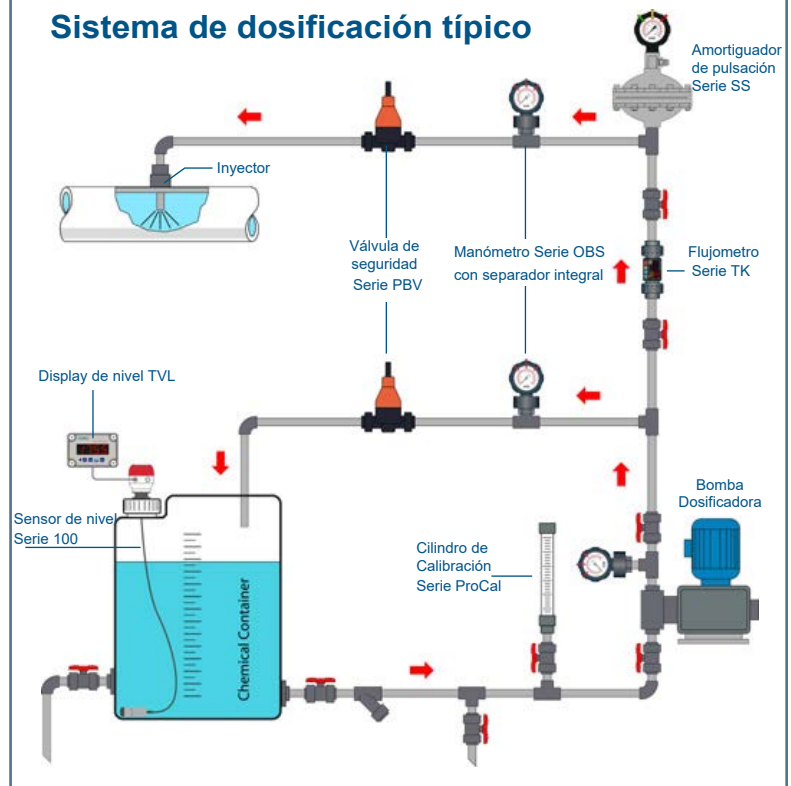 Sistema de dosificación típico
Amortiguador
de pulsación
Serie SS
Inyector
Válvula de
seguridad
Serie PBV
Manómetro Serie OBS
con separador integral
Flujometro
Serie TK
Display de nivel TVL
Sensor de nivel
Serie 100
Chemical Container
Cilindro de
Calibración
Serie ProCal
Bomba
Dosificadora